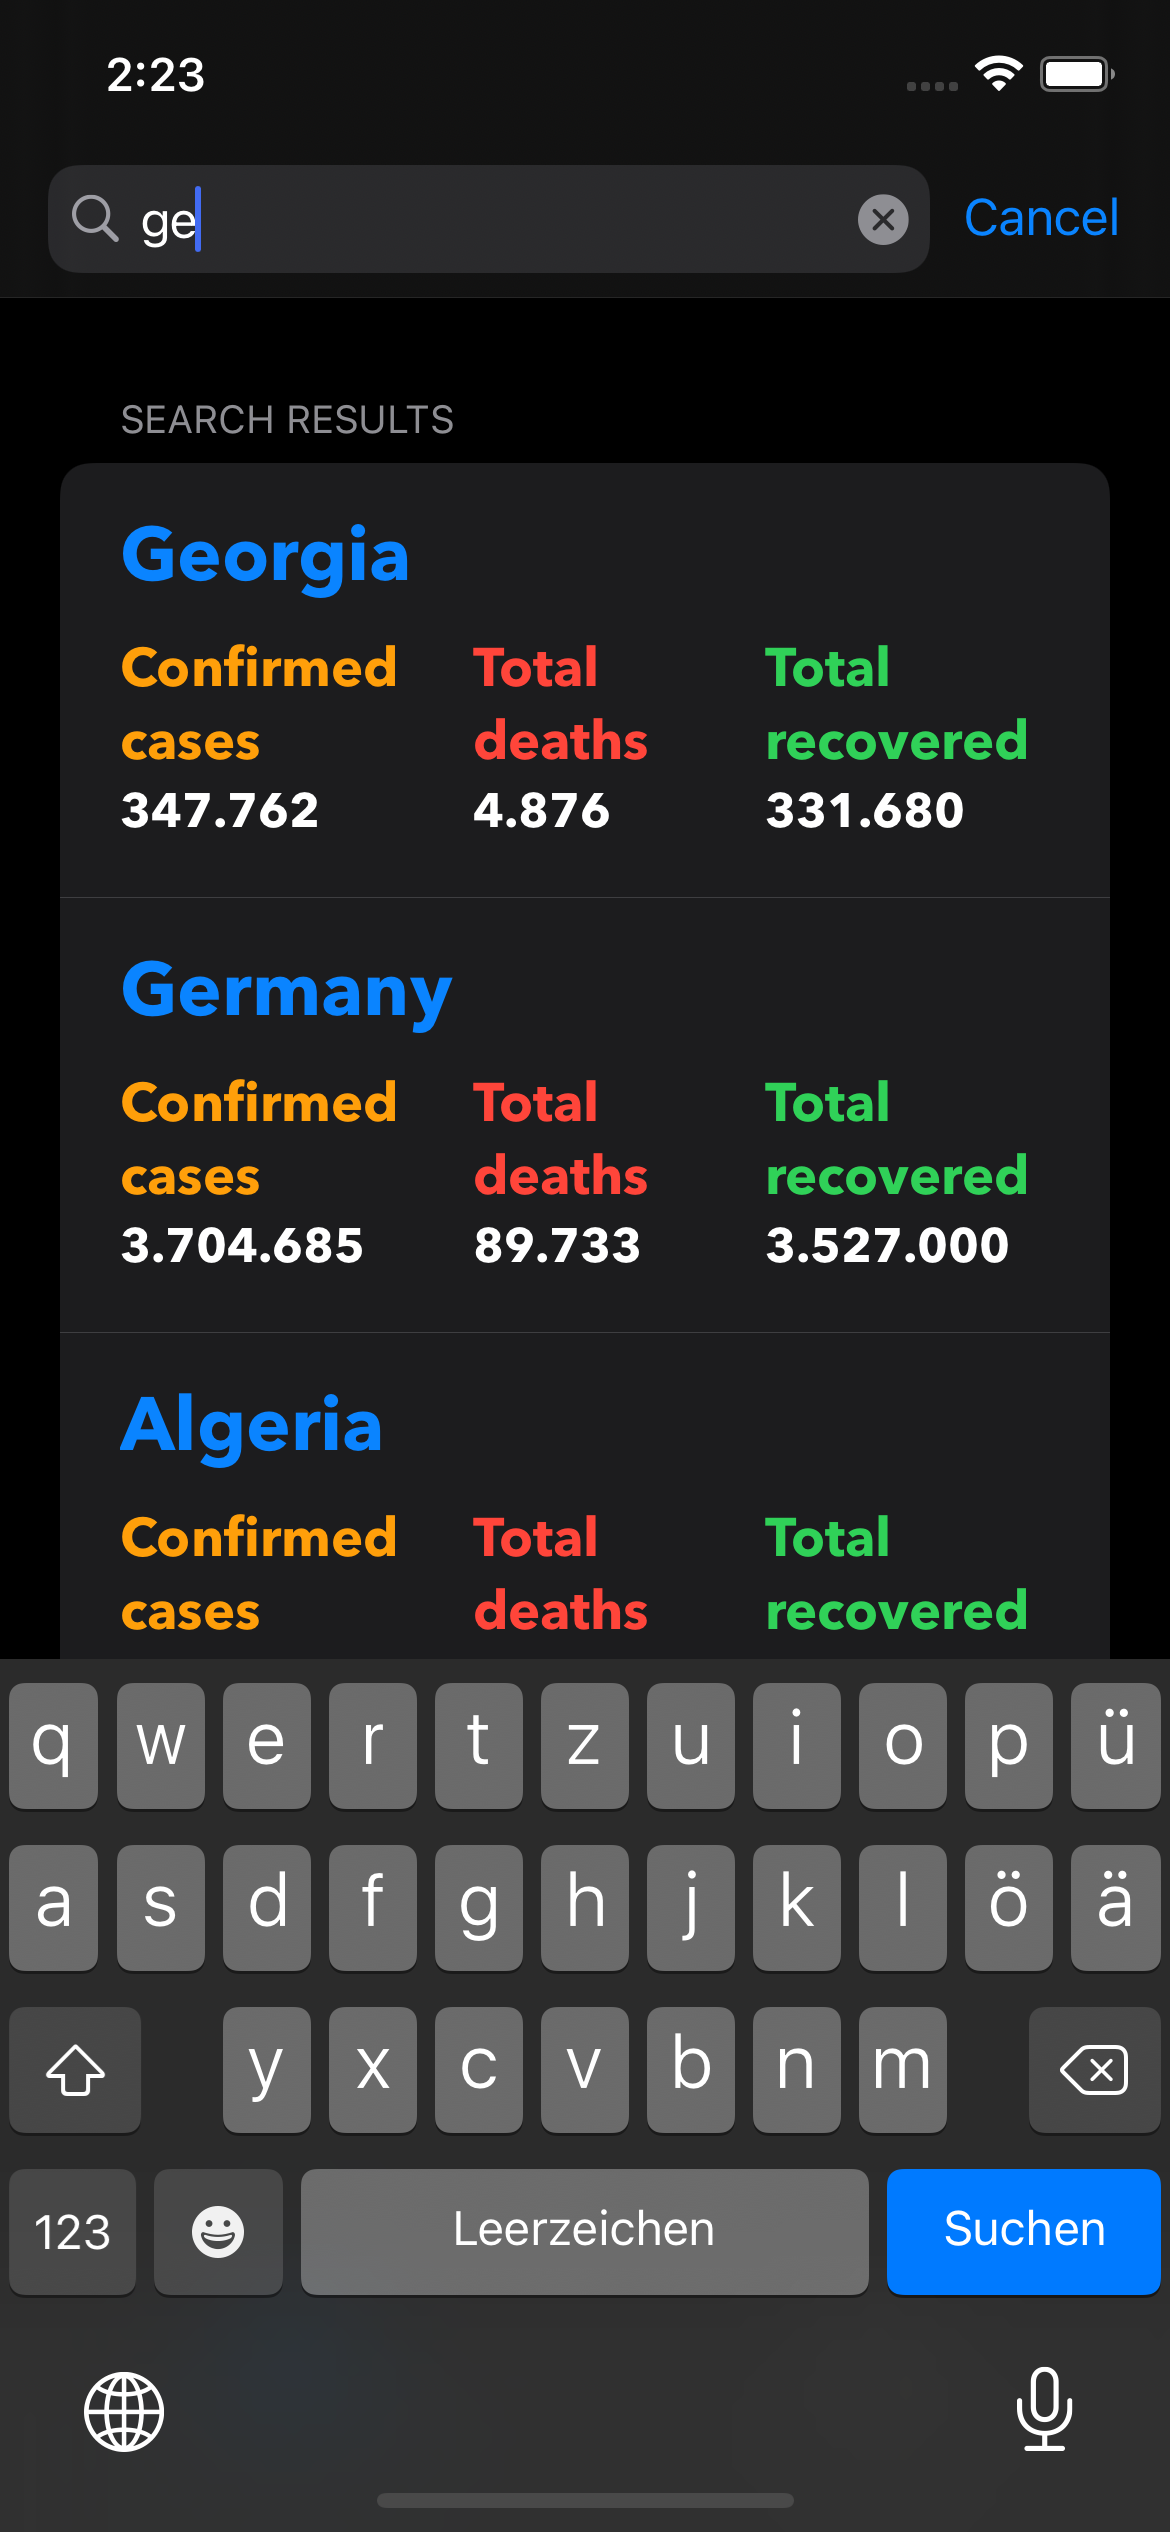 2:23
ge
Cancel
SEARCH RESULTS
Georgia
Confirmed Total Total
cases deaths recovered
347.762 4.876 331.680
Germany
Confirmed Total Total
cases deaths recovered
3.704.685 89.733 3.527.000
Algeria
Confirmed Total Total
cases deaths recovered
q w e r t z u i o p ü
a s d f g h j k l ö ä
y x c v b n m
123 Leerzeichen Suchen